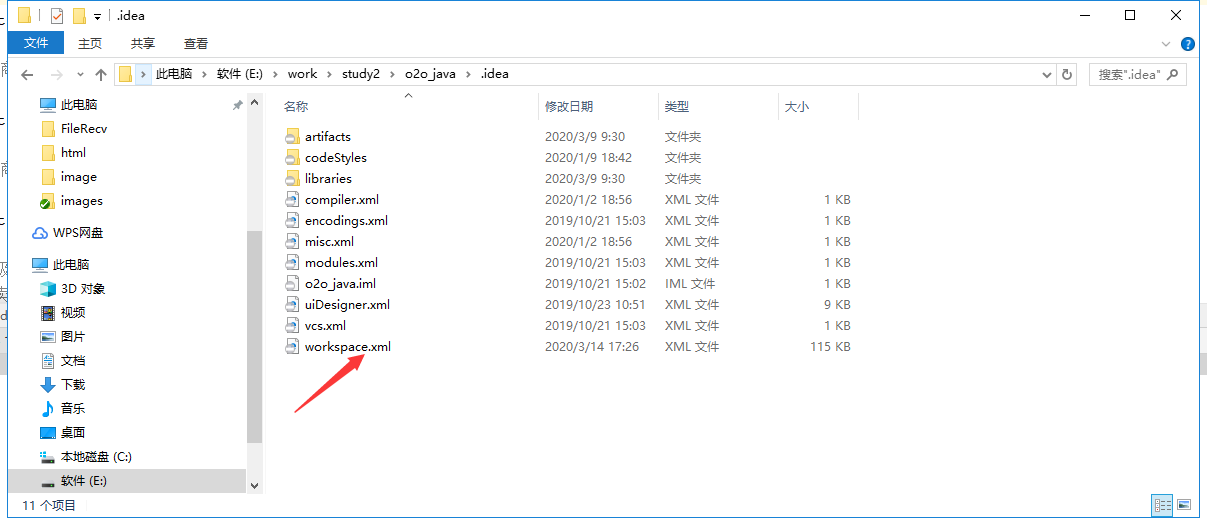 .idea
文件 主页 共享 查看
此电脑 软件 (E:) work study2 o2o_java .idea 搜索".idea"
此电脑
FileRecv
html
image
images
WPS网盘
此电脑
3D 对象
视频
图片
文档
下载
音乐
桌面
本地磁盘 (C:)
软件 (E:)
名称 修改日期 类型 大小
artifacts 2020/3/9 9:30 文件夹
codeStyles 2020/1/9 18:42 文件夹
libraries 2020/3/9 9:30 文件夹
compiler.xml 2020/1/2 18:56 XML 文件 1 KB
encodings.xml 2019/10/21 15:03 XML 文件 1 KB
misc.xml 2020/1/2 18:56 XML 文件 1 KB
modules.xml 2019/10/21 15:03 XML 文件 1 KB
o2o_java.iml 2019/10/21 15:02 IML 文件 1 KB
uiDesigner.xml 2019/10/23 10:51 XML 文件 9 KB
vcs.xml 2019/10/21 15:03 XML 文件 1 KB
workspace.xml 2020/3/14 17:26 XML 文件 115 KB
11 个项目